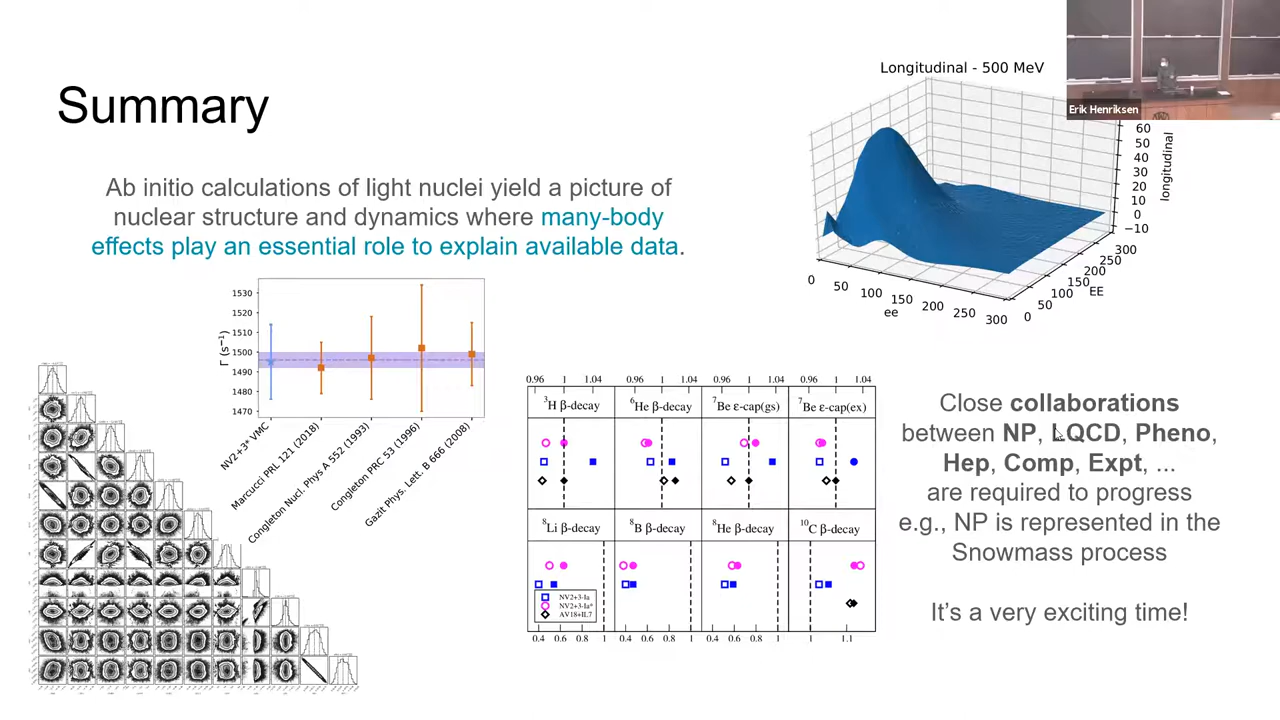 Summary
Ab initio calculations of light nuclei yield a picture of
nuclear structure and dynamics where many-body
effects play an essential role to explain available data.
Longitudinal - 500 MeV
Erik Henriksen
60
50
40
30
20
10
0
−10
longitudinal
0 50 100 150 200 250 300
ee
0 50 100 150 200 250 300
EE
Γ (s⁻¹)
1530
1520
1510
1500
1490
1480
1470
NV2+3* VMC
Marcucci PRL 121 (2018)
Congleton Nucl. Phys A 552 (1993)
Congleton PRC 53 (1996)
Gazit Phys. Lett. B 666 (2008)
0.96 1 1.04 0.96 1 1.04 0.96 1 1.04 0.96 1 1.04
³H β-decay ⁶He β-decay ⁷Be ε-cap(gs) ⁷Be ε-cap(ex)
⁸Li β-decay ⁸B β-decay ⁸He β-decay ¹⁰C β-decay
NV2+3-Ia
NV2+3-Ia*
AV18+IL7
0.4 0.6 0.8 1 0.4 0.6 0.8 1 0.4 0.6 0.8 1 1 1.1
Close collaborations
between NP, LQCD, Pheno,
Hep, Comp, Expt, ...
are required to progress
e.g., NP is represented in the
Snowmass process
It's a very exciting time!